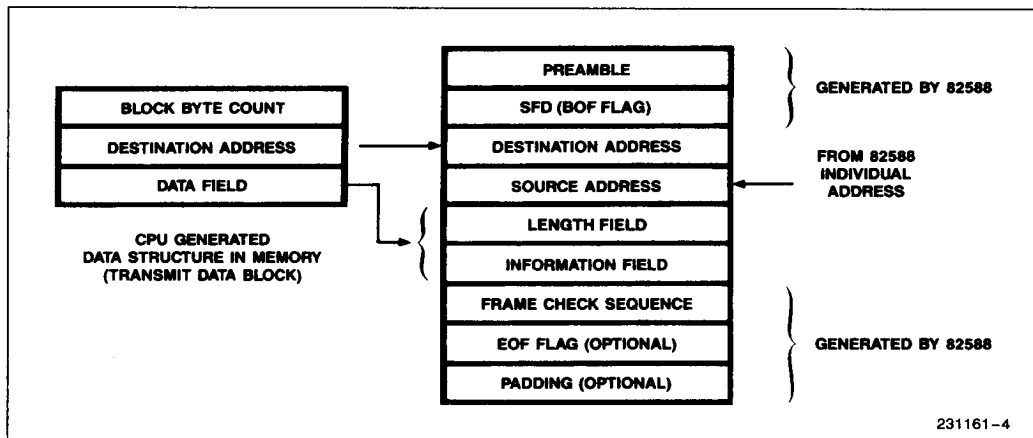 BLOCK BYTE COUNT
DESTINATION ADDRESS
DATA FIELD
CPU GENERATED
DATA STRUCTURE IN MEMORY
(TRANSMIT DATA BLOCK)
PREAMBLE
SFD (BOF FLAG)
DESTINATION ADDRESS
SOURCE ADDRESS
LENGTH FIELD
INFORMATION FIELD
FRAME CHECK SEQUENCE
EOF FLAG (OPTIONAL)
PADDING (OPTIONAL)
GENERATED BY 82588
FROM 82588
INDIVIDUAL
ADDRESS
GENERATED BY 82588
231161–4